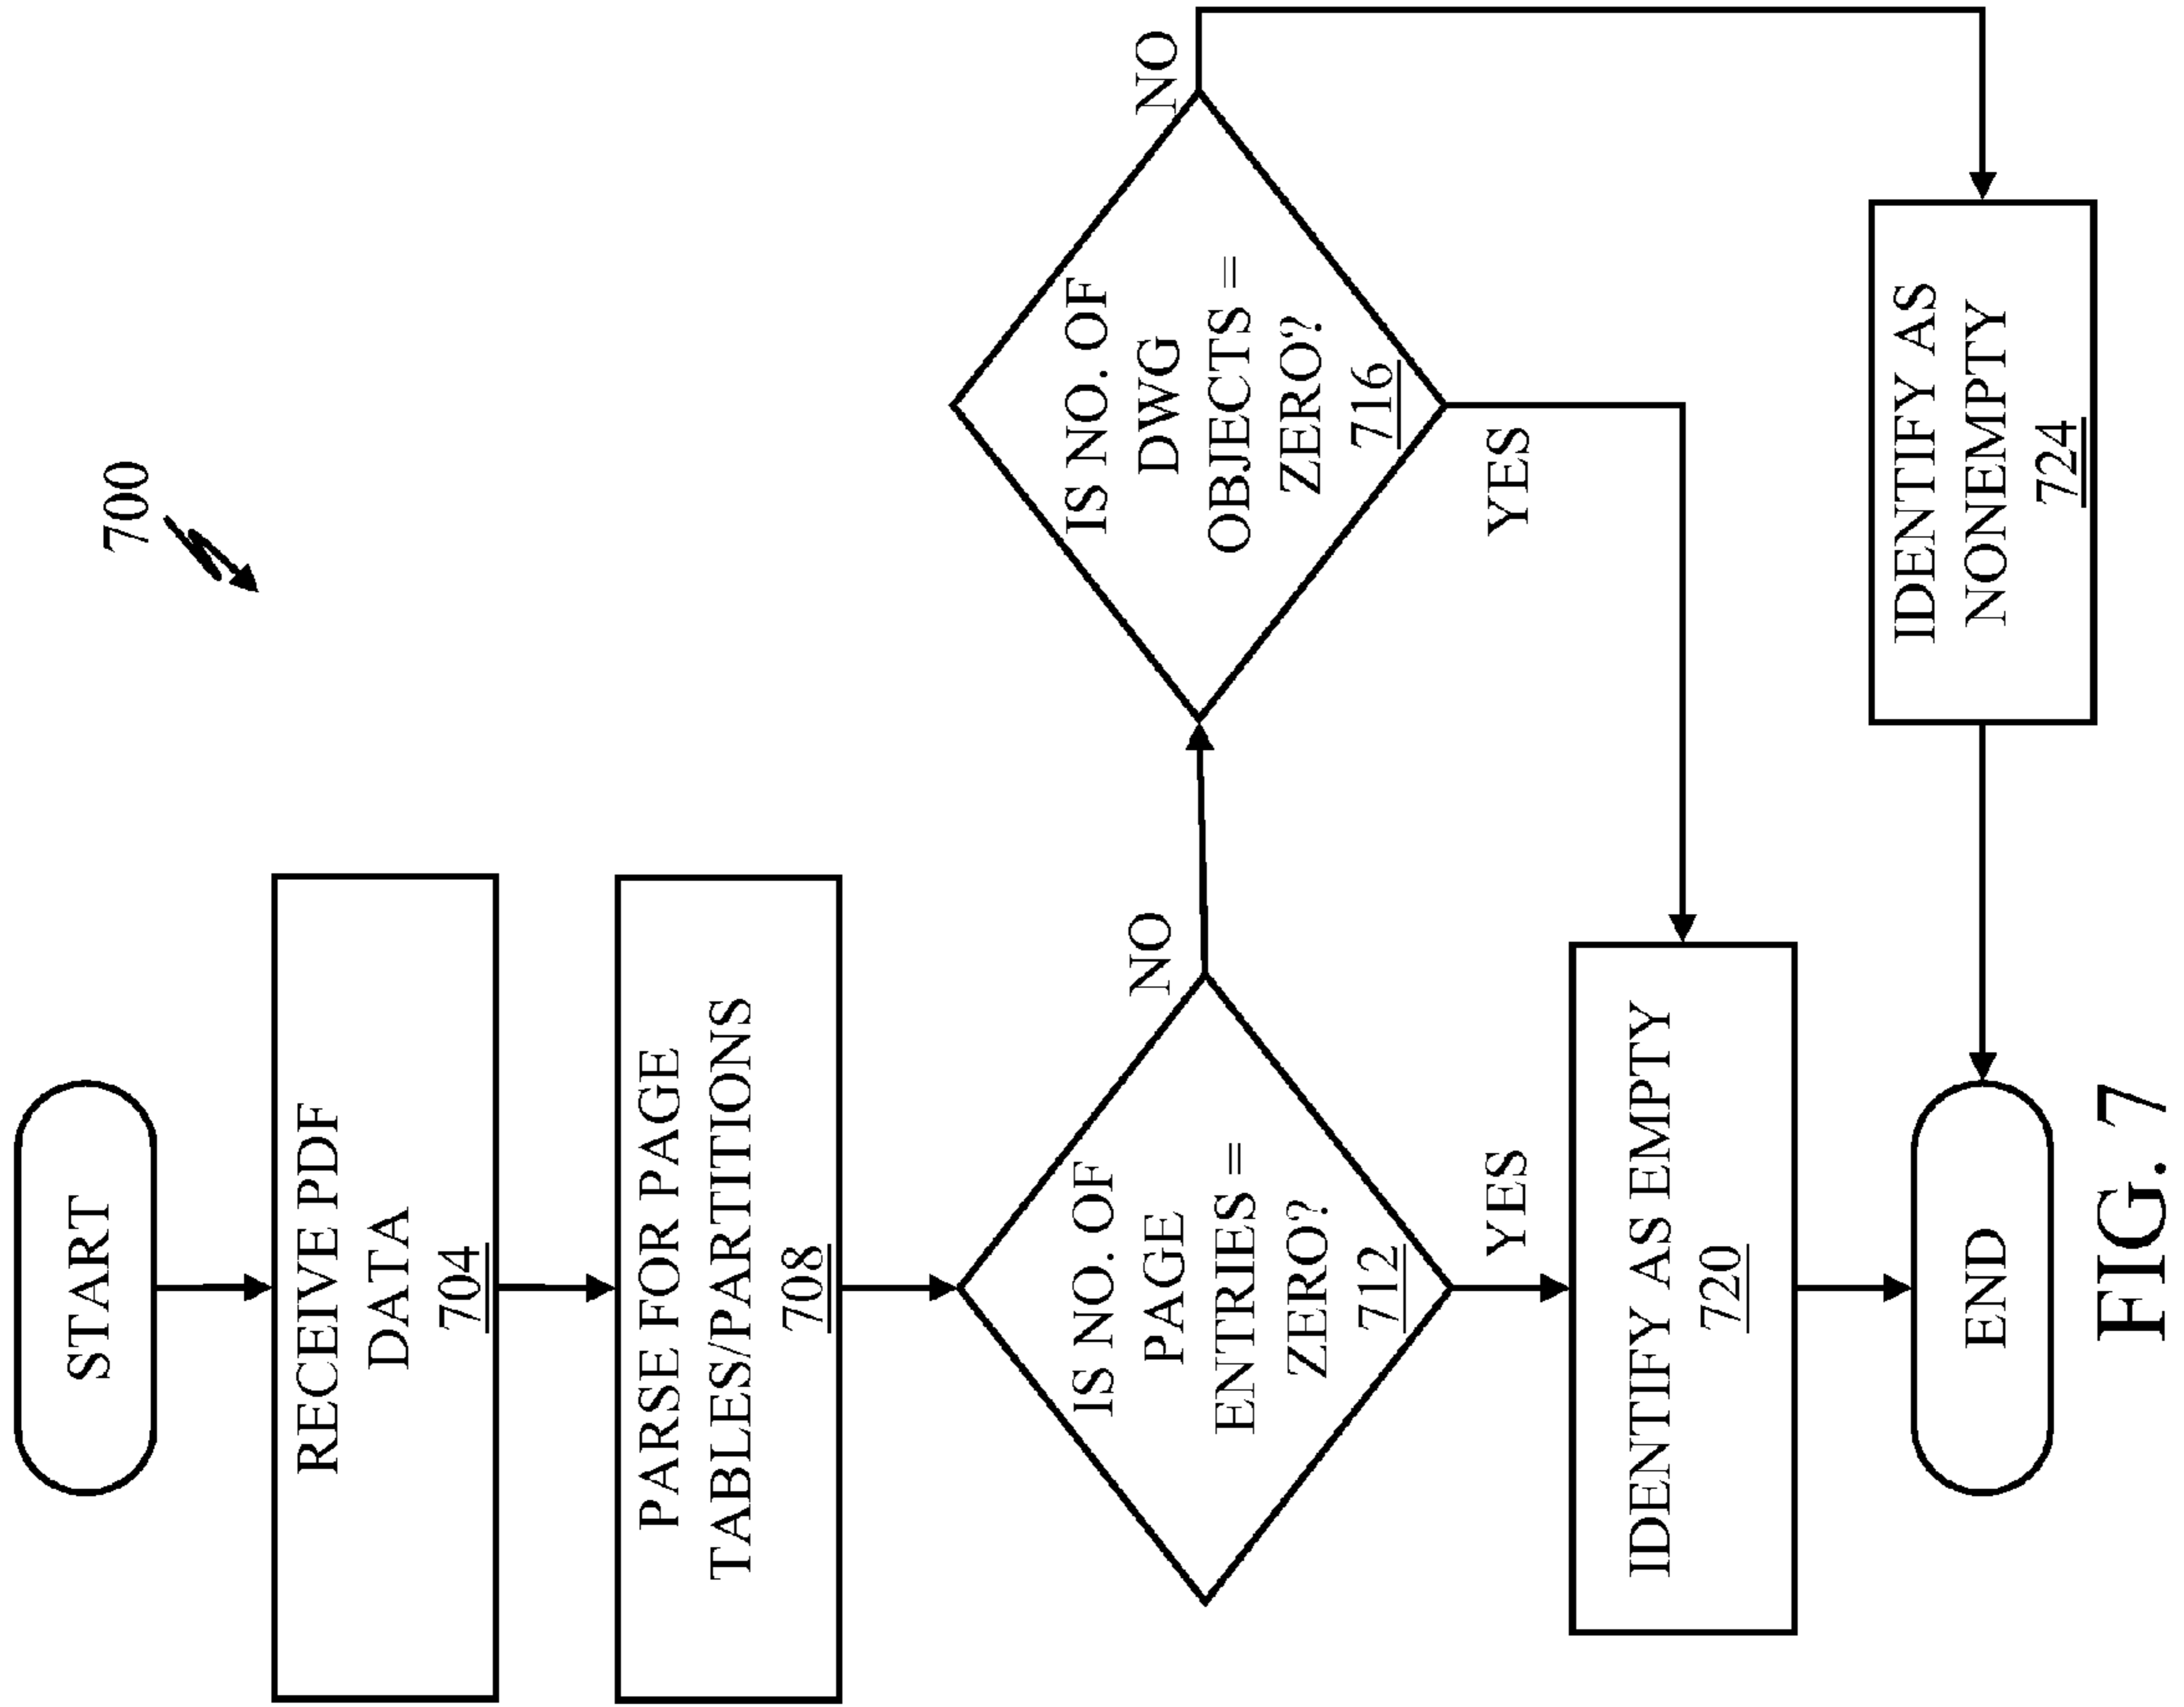 700
START
RECEIVE PDF
DATA
704
PARSE FOR PAGE
TABLES/PARTITIONS
708
IS NO. OF
PAGE
ENTRIES =
ZERO?
712
NO
YES
IS NO. OF
DWG
OBJECTS =
ZERO?
716
NO
YES
IDENTIFY AS EMPTY
720
IDENTIFY AS
NONEMPTY
724
END
FIG. 7